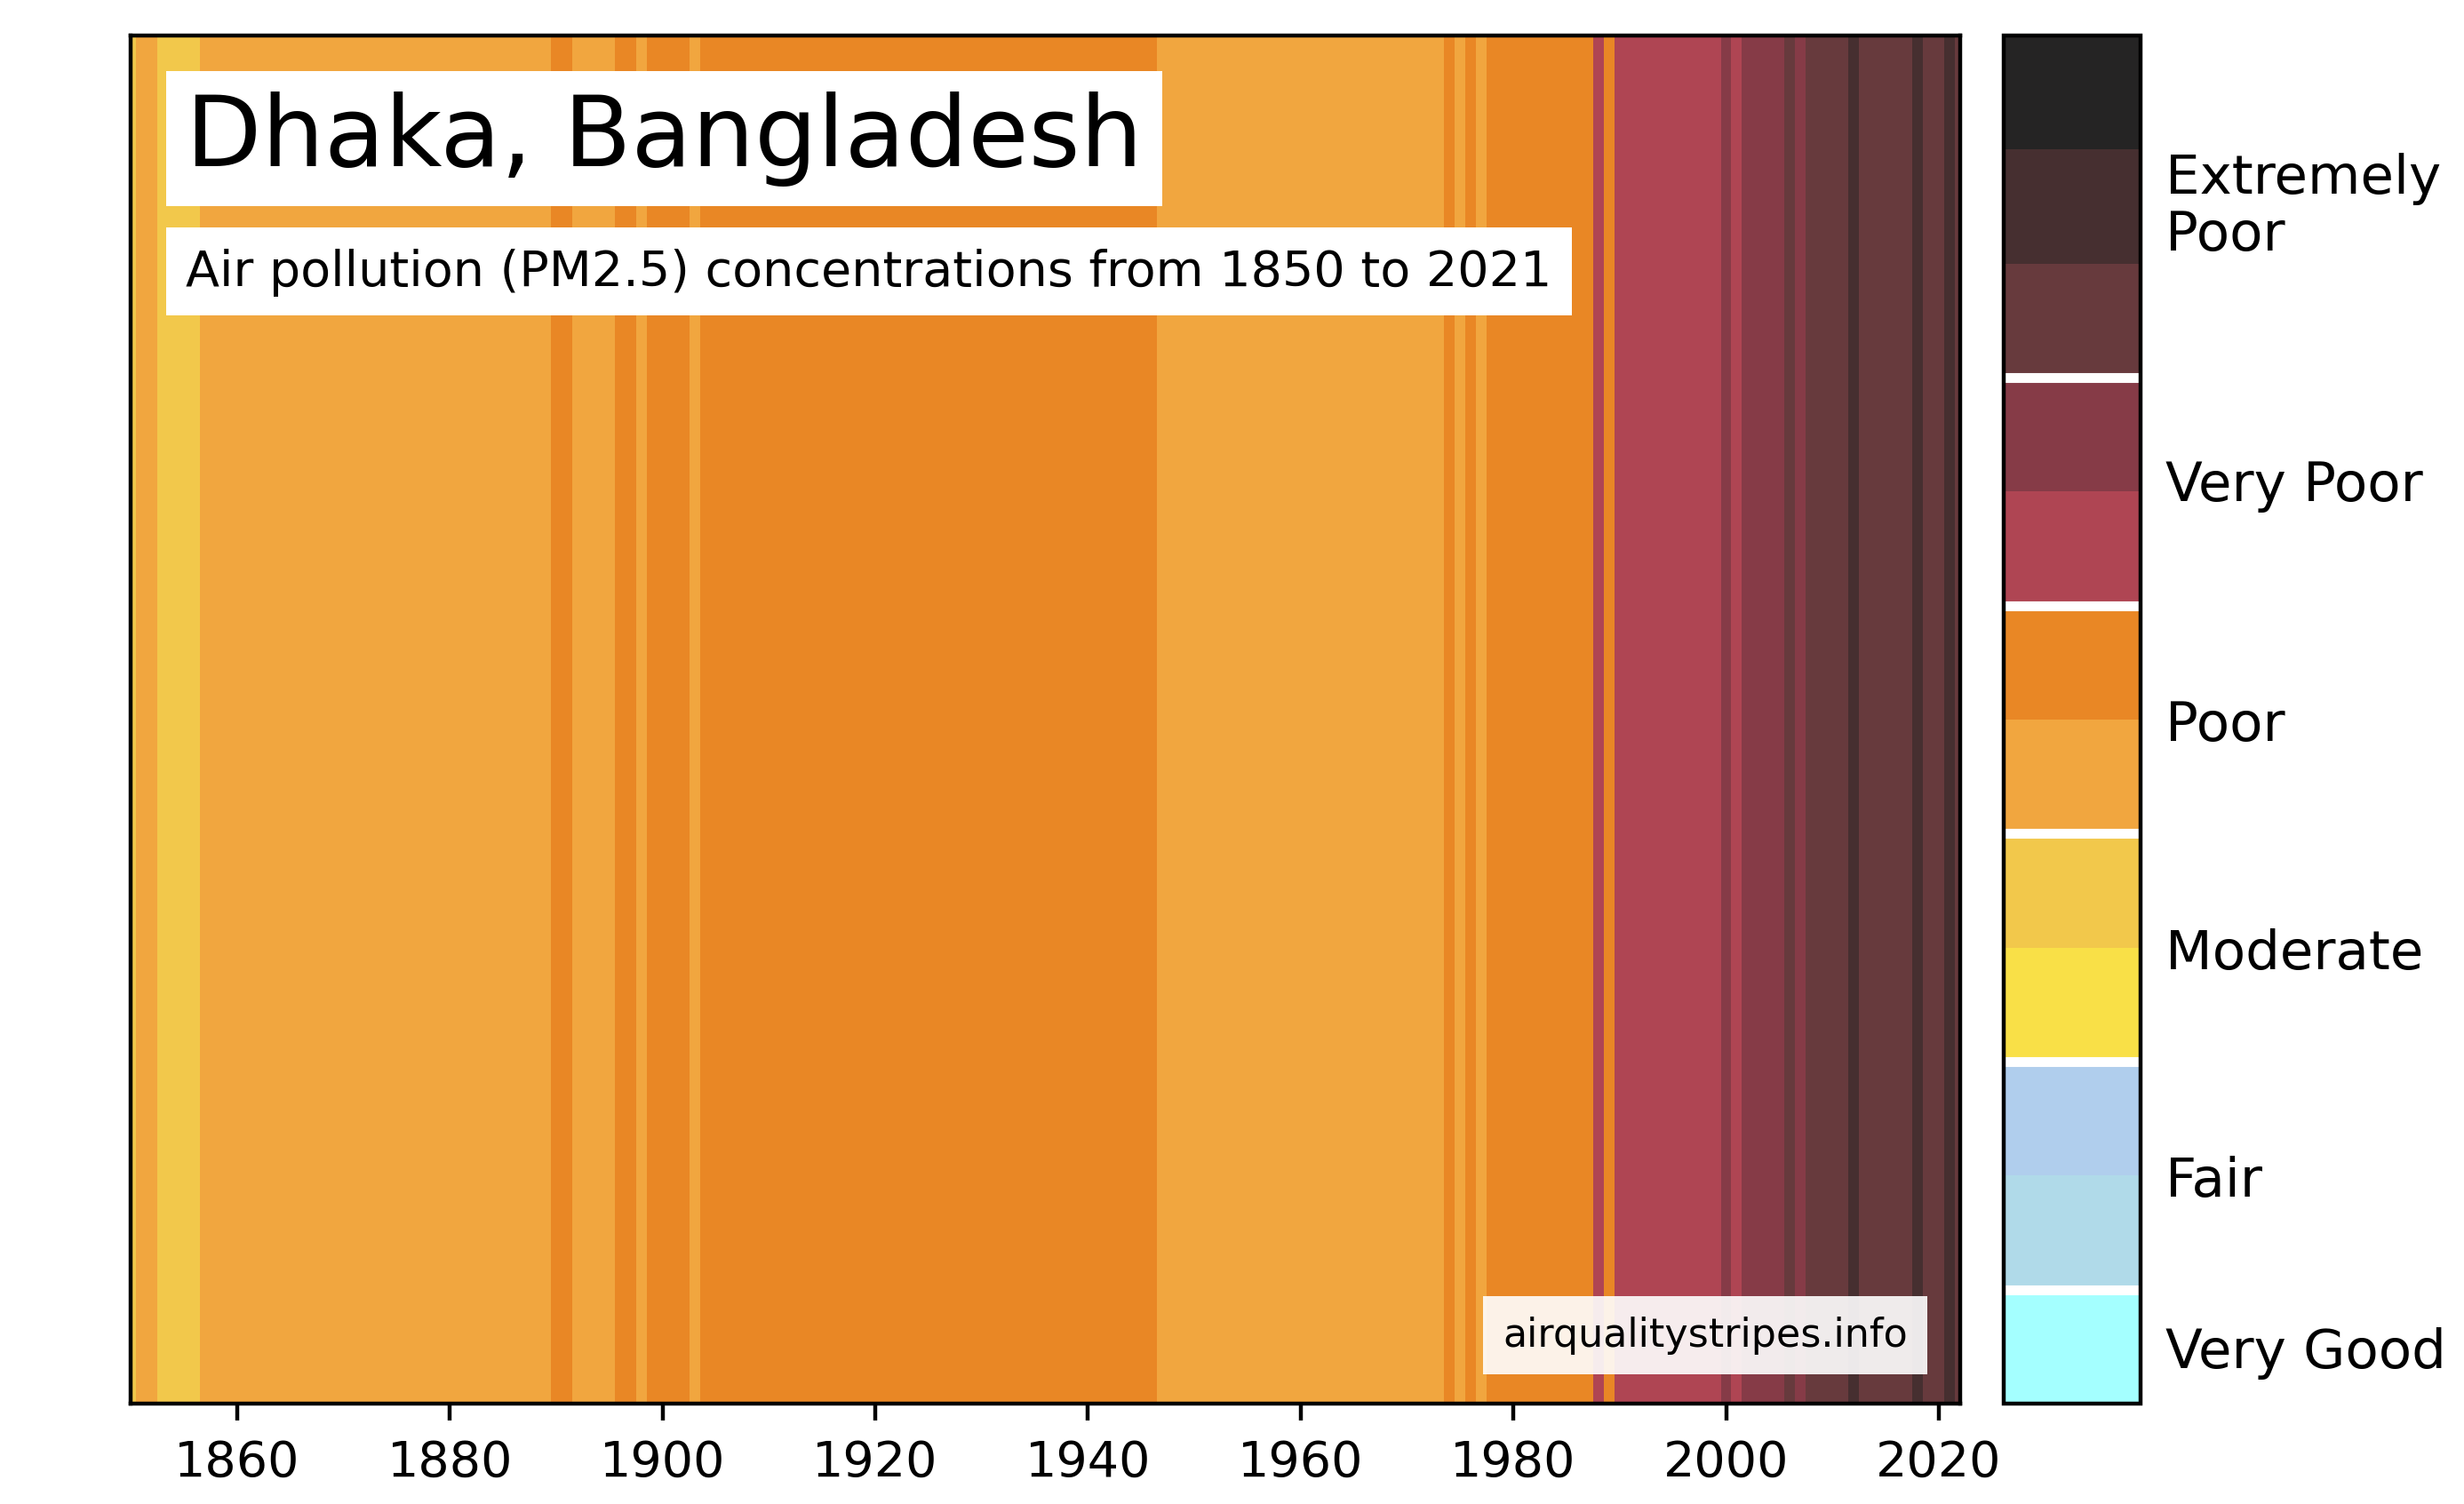 Dhaka, Bangladesh
Air pollution (PM2.5) concentrations from 1850 to 2021
airqualitystripes.info
1860 1880 1900 1920 1940 1960 1980 2000 2020
Extremely
Poor
Very Poor
Poor
Moderate
Fair
Very Good